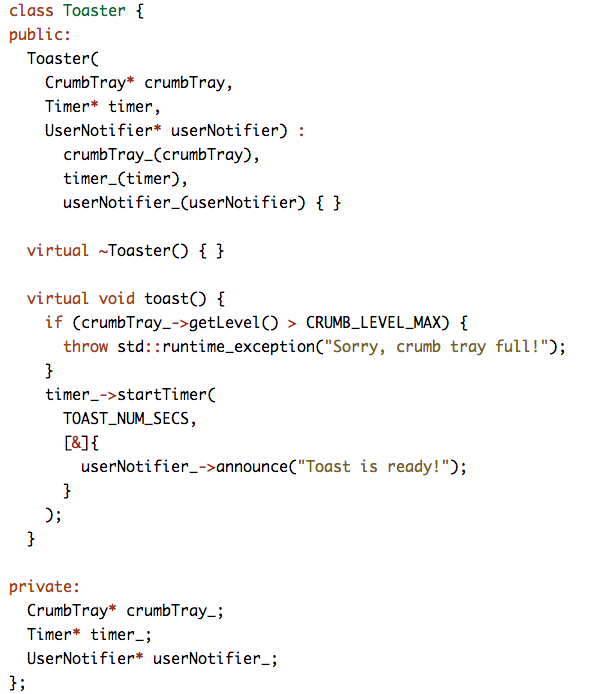 class Toaster {
public:
  Toaster(
    CrumbTray* crumbTray,
    Timer* timer,
    UserNotifier* userNotifier) :
      crumbTray_(crumbTray),
      timer_(timer),
      userNotifier_(userNotifier) { }

  virtual ~Toaster() { }

  virtual void toast() {
    if (crumbTray_->getLevel() > CRUMB_LEVEL_MAX) {
      throw std::runtime_exception("Sorry, crumb tray full!");
    }
    timer_->startTimer(
      TOAST_NUM_SECS,
      [&]{
        userNotifier_->announce("Toast is ready!");
      }
    );
  }

private:
  CrumbTray* crumbTray_;
  Timer* timer_;
  UserNotifier* userNotifier_;
};